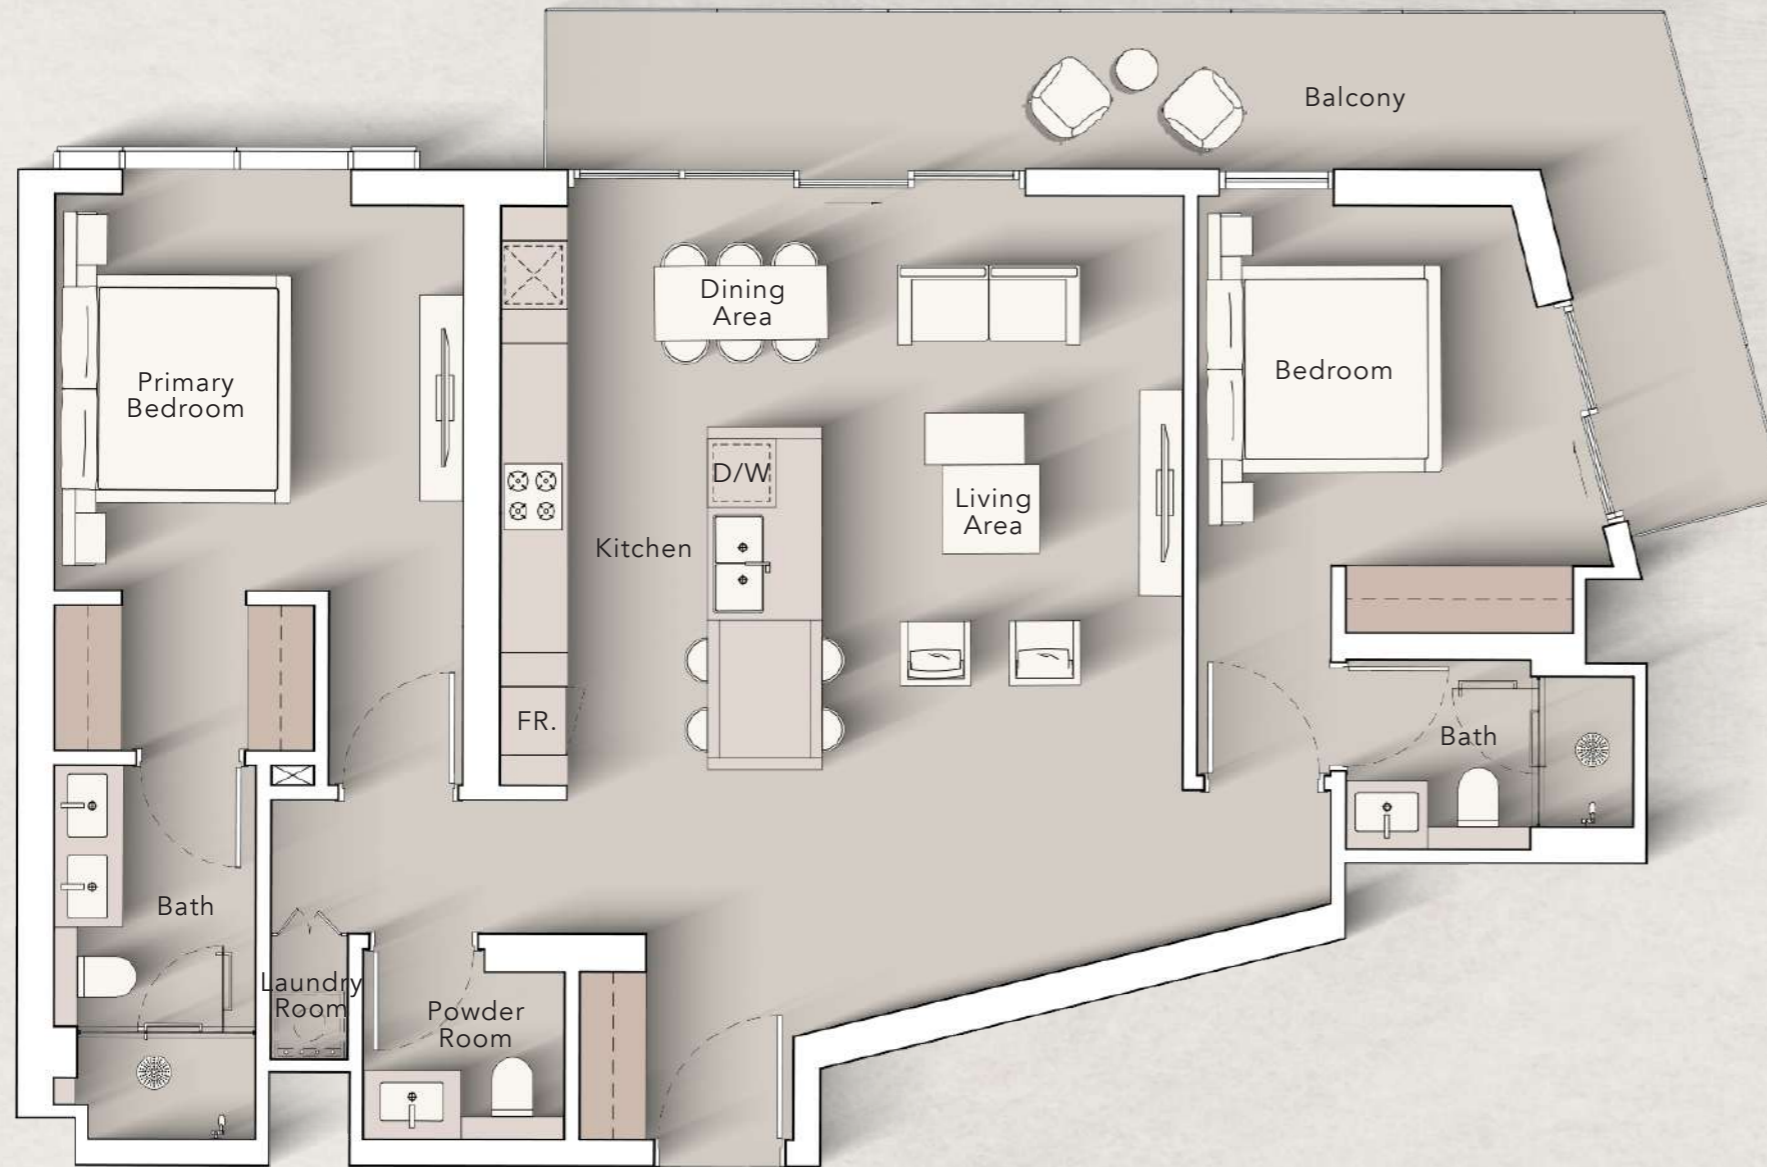 Balcony
Dining
Area
Primary
Bedroom
Bedroom
D/W
Living
Area
Kitchen
FR.
Bath
Bath
Laundry
Room
Powder
Room